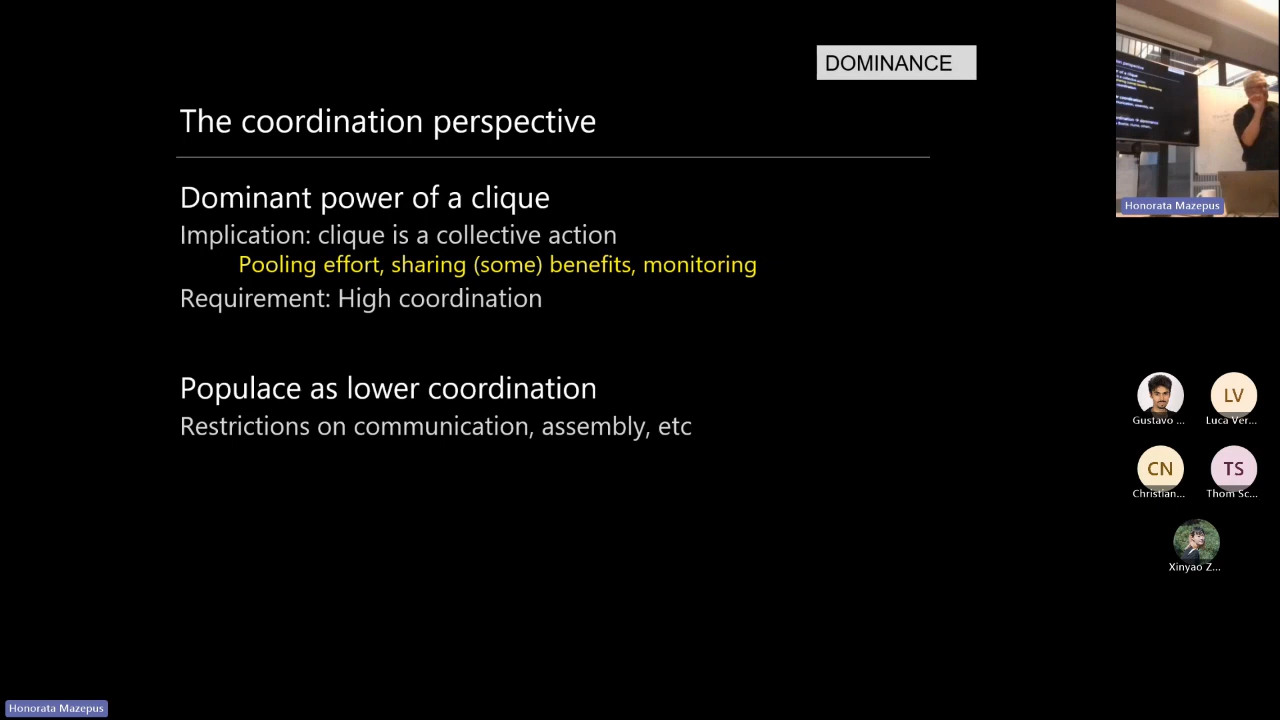 DOMINANCE
The coordination perspective
Dominant power of a clique
Implication: clique is a collective action
Pooling effort, sharing (some) benefits, monitoring
Requirement: High coordination
Populace as lower coordination
Restrictions on communication, assembly, etc
Honorata Mazepus
Gustavo ...
LV
Luca Ver...
CN
Christian...
TS
Thom Sc...
Xinyao Z...
Honorata Mazepus